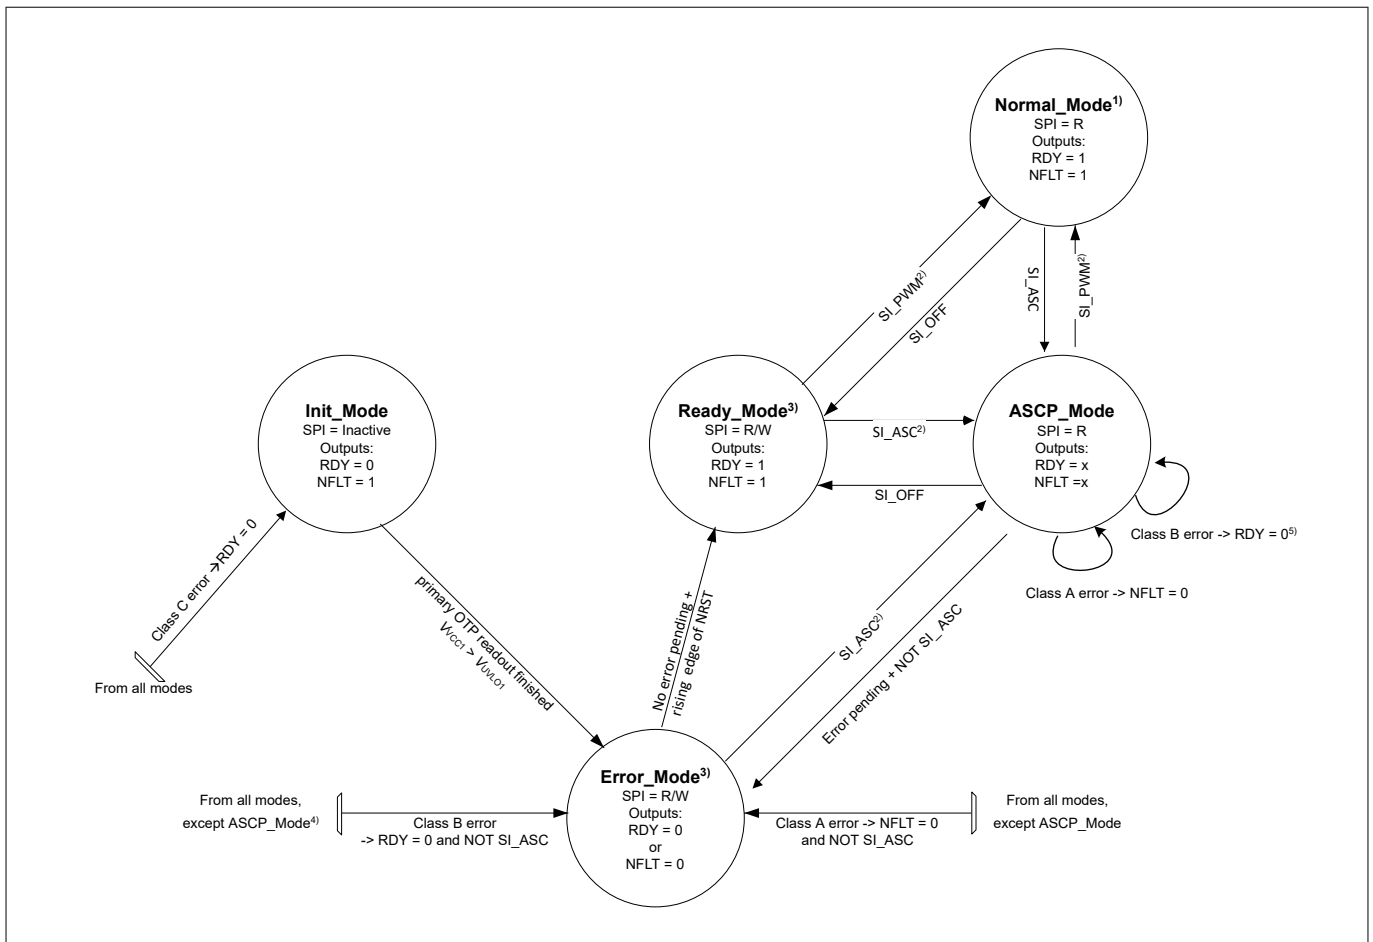 Normal_Mode1)
SPI = R
Outputs:
RDY = 1
NFLT = 1
SI_PWM2)
SI_OFF
SI_ASC
SI_PWM2)
Init_Mode
SPI = Inactive
Outputs:
RDY = 0
NFLT = 1
Ready_Mode3)
SPI = R/W
Outputs:
RDY = 1
NFLT = 1
SI_ASC2)
SI_OFF
ASCP_Mode
SPI = R
Outputs:
RDY = x
NFLT =x
Class B error -> RDY = 05)
Class A error -> NFLT = 0
Class C error →RDY = 0
From all modes
primary OTP readout finished
VVCC1 > VUVLO1
No error pending +
rising edge of NRST
SI_ASC2)
Error pending + NOT SI_ASC
Error_Mode3)
SPI = R/W
Outputs:
RDY = 0
or
NFLT = 0
From all modes,
except ASCP_Mode4)
Class B error
-> RDY = 0 and NOT SI_ASC
Class A error -> NFLT = 0
and NOT SI_ASC
From all modes,
except ASCP_Mode